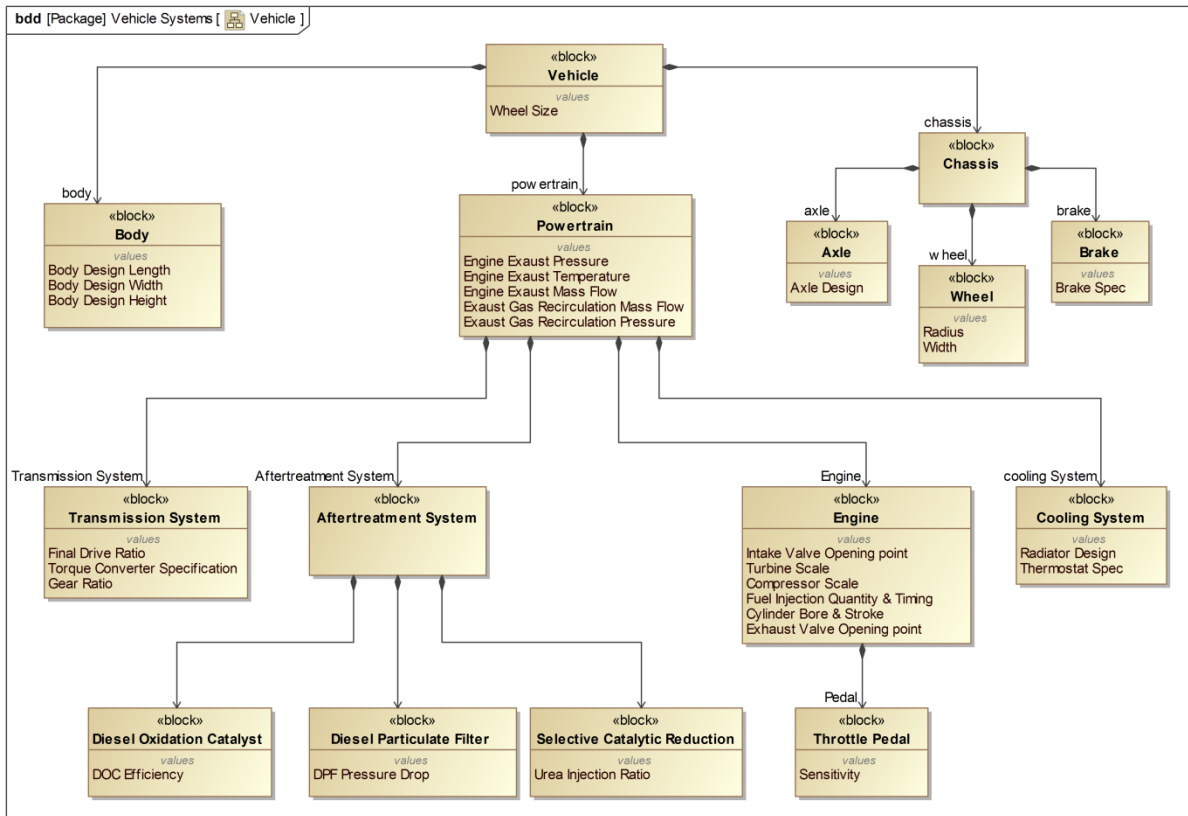 bdd [Package] Vehicle Systems [ Vehicle ]
«block»
Vehicle
values
Wheel Size
body
«block»
Body
values
Body Design Length
Body Design Width
Body Design Height
powertrain
«block»
Powertrain
values
Engine Exaust Pressure
Engine Exaust Temperature
Engine Exaust Mass Flow
Exaust Gas Recirculation Mass Flow
Exaust Gas Recirculation Pressure
chassis
«block»
Chassis
axle
«block»
Axle
values
Axle Design
wheel
«block»
Wheel
values
Radius
Width
brake
«block»
Brake
values
Brake Spec
Transmission System
«block»
Transmission System
values
Final Drive Ratio
Torque Converter Specification
Gear Ratio
Aftertreatment System
«block»
Aftertreatment System
Engine
«block»
Engine
values
Intake Valve Opening point
Turbine Scale
Compressor Scale
Fuel Injection Quantity & Timing
Cylinder Bore & Stroke
Exhaust Valve Opening point
cooling System
«block»
Cooling System
values
Radiator Design
Thermostat Spec
«block»
Diesel Oxidation Catalyst
values
DOC Efficiency
«block»
Diesel Particulate Filter
values
DPF Pressure Drop
«block»
Selective Catalytic Reduction
values
Urea Injection Ratio
Pedal
«block»
Throttle Pedal
values
Sensitivity